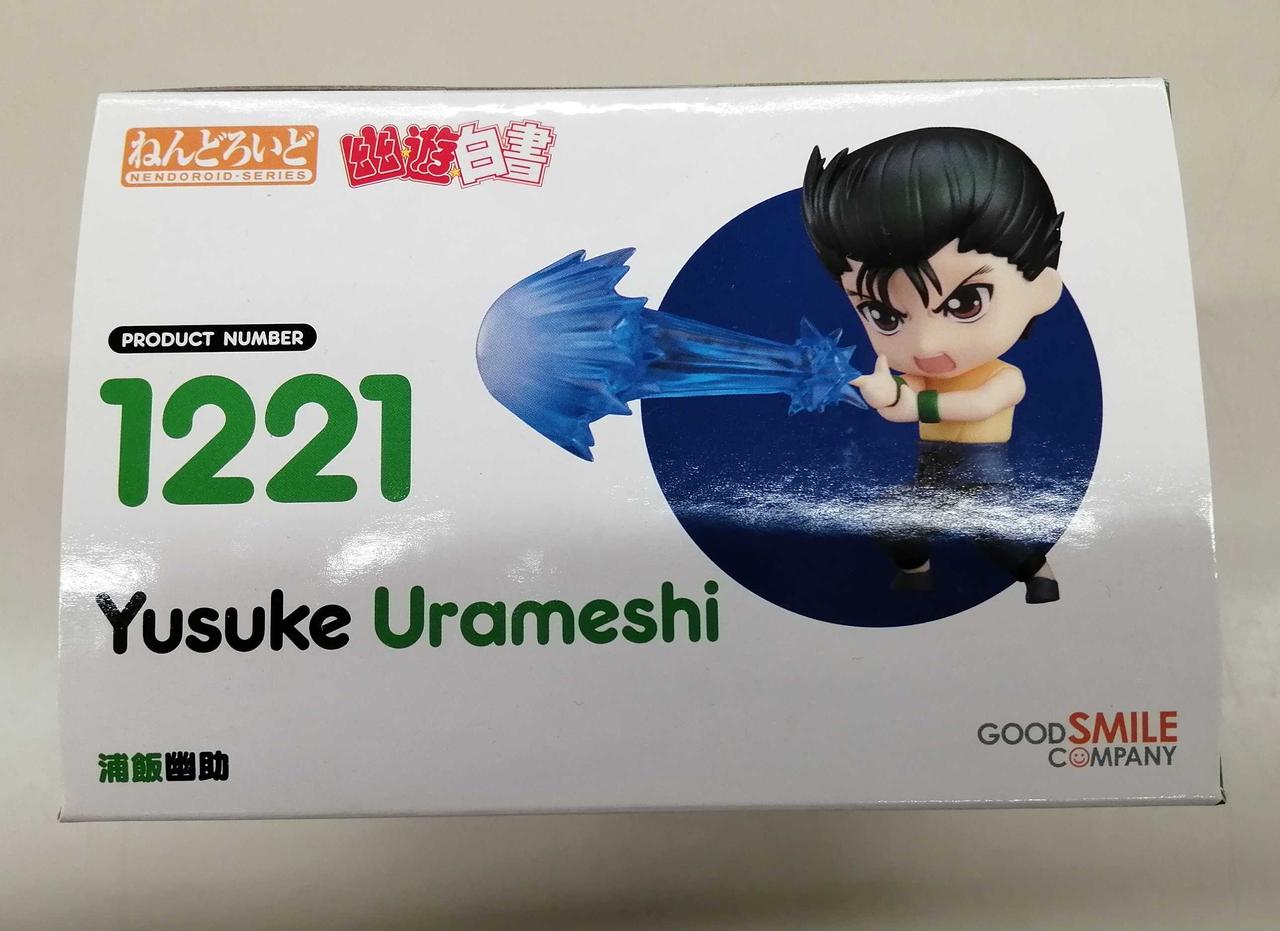 ねんどろいど
NENDOROID-SERIES
幽☆遊☆白書
PRODUCT NUMBER
1221
Yusuke Urameshi
浦飯幽助
GOOD SMILE
COMPANY